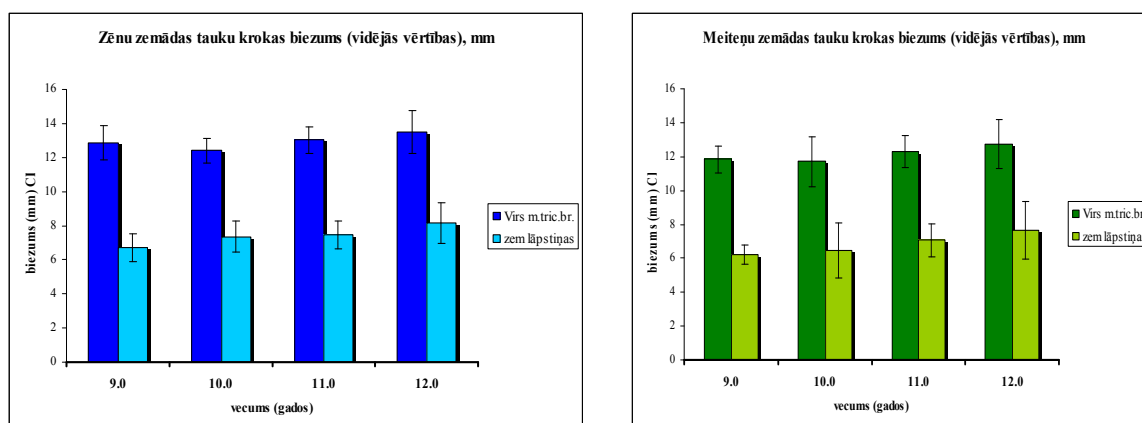 Zēnu zemādas tauku krokas biezums (vidējās vērtības), mm
biezums (mm) CI
16
14
12
10
8
6
4
2
0
9.0 10.0 11.0 12.0
vecums (gados)
Virs m.tric.br.
zem lāpstiņas
Meiteņu zemādas tauku krokas biezums (vidējās vērtības), mm
biezums (mm) CI
16
14
12
10
8
6
4
2
0
9.0 10.0 11.0 12.0
vecums (gados)
Virs m.tric.br.
zem lāpstiņas